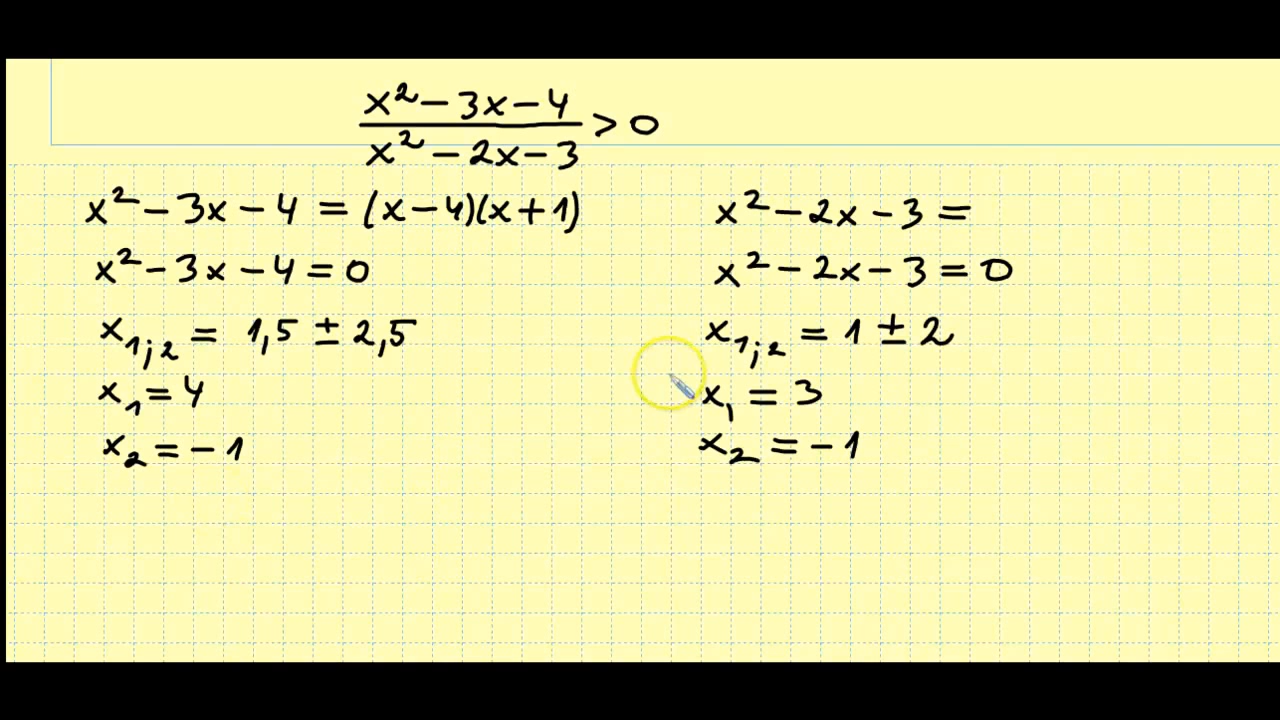 x² − 3x − 4
x² − 2x − 3 > 0
x² − 3x − 4 = (x − 4)(x + 1)
x² − 3x − 4 = 0
x₁;₂ = 1,5 ± 2,5
x₁ = 4
x₂ = − 1
x² − 2x − 3 =
x² − 2x − 3 = 0
x₁;₂ = 1 ± 2
x₁ = 3
x₂ = − 1